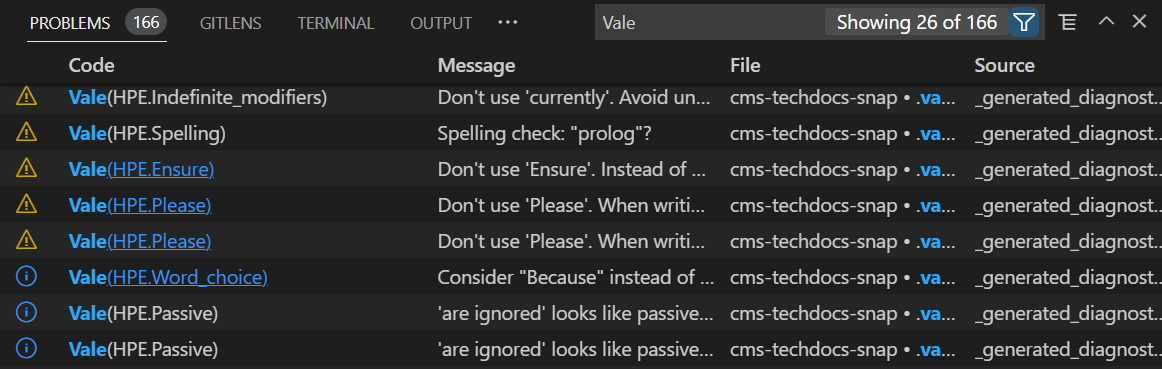 PROBLEMS 166 GITLENS TERMINAL OUTPUT ··· Vale Showing 26 of 166
Code Message File Source
Vale(HPE.Indefinite_modifiers) Don't use 'currently'. Avoid un... cms-techdocs-snap • .va... _generated_diagnost...
Vale(HPE.Spelling) Spelling check: "prolog"? cms-techdocs-snap • .va... _generated_diagnost...
Vale(HPE.Ensure) Don't use 'Ensure'. Instead of ... cms-techdocs-snap • .va... _generated_diagnost...
Vale(HPE.Please) Don't use 'Please'. When writi... cms-techdocs-snap • .va... _generated_diagnost...
Vale(HPE.Please) Don't use 'Please'. When writi... cms-techdocs-snap • .va... _generated_diagnost...
Vale(HPE.Word_choice) Consider "Because" instead of ... cms-techdocs-snap • .va... _generated_diagnost...
Vale(HPE.Passive) 'are ignored' looks like passive... cms-techdocs-snap • .va... _generated_diagnost...
Vale(HPE.Passive) 'are ignored' looks like passive... cms-techdocs-snap • .va... _generated_diagnost...